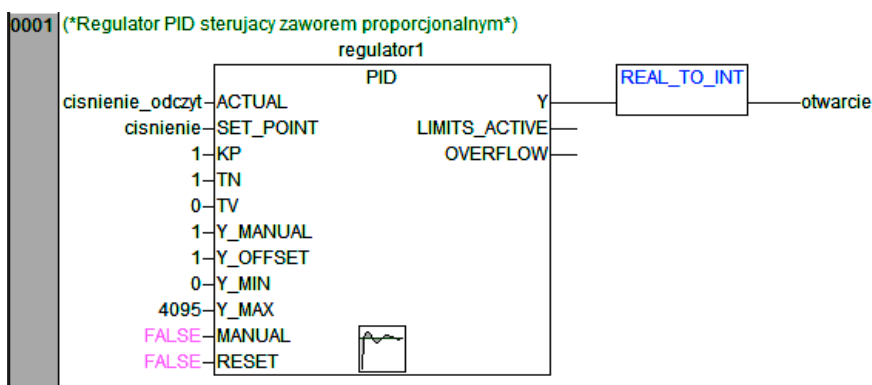 0001 (*Regulator PID sterujacy zaworem proporcjonalnym*)
regulator1
PID REAL_TO_INT
cisnienie_odczyt ACTUAL Y otwarcie
cisnienie SET_POINT LIMITS_ACTIVE
1 KP OVERFLOW
1 TN
0 TV
1 Y_MANUAL
1 Y_OFFSET
0 Y_MIN
4095 Y_MAX
FALSE MANUAL
FALSE RESET